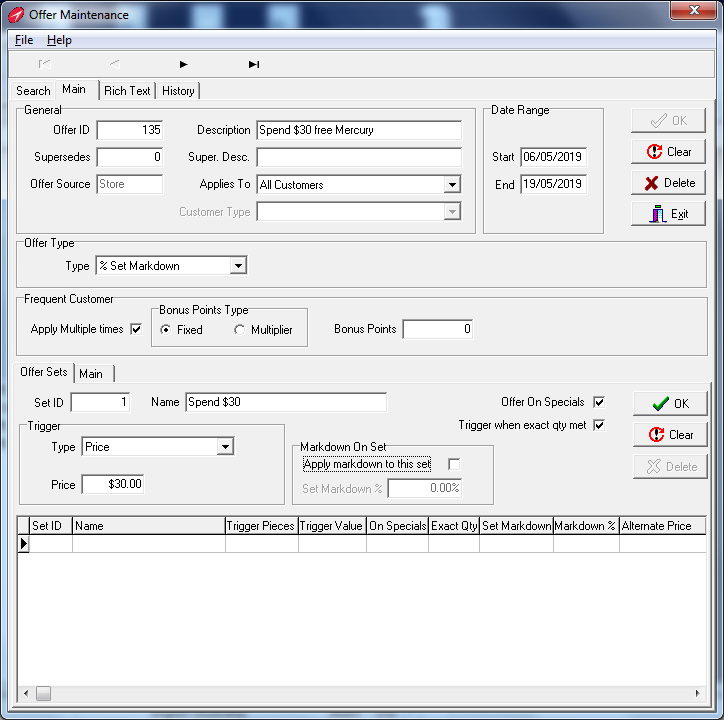 Offer Maintenance
File Help
Search Main Rich Text History
General
Offer ID 135 Description Spend $30 free Mercury
Supersedes 0 Super. Desc.
Offer Source Store Applies To All Customers
Customer Type
Date Range
Start 06/05/2019
End 19/05/2019
OK
Clear
Delete
Exit
Offer Type
Type % Set Markdown
Frequent Customer
Apply Multiple times Bonus Points Type Fixed Multiplier Bonus Points 0
Offer Sets Main
Set ID 1 Name Spend $30 Offer On Specials
Trigger when exact qty met
Trigger
Type Price
Price $30.00
Markdown On Set
Apply markdown to this set
Set Markdown % 0.00%
OK
Clear
Delete
Set ID Name Trigger Pieces Trigger Value On Specials Exact Qty Set Markdown Markdown % Alternate Price